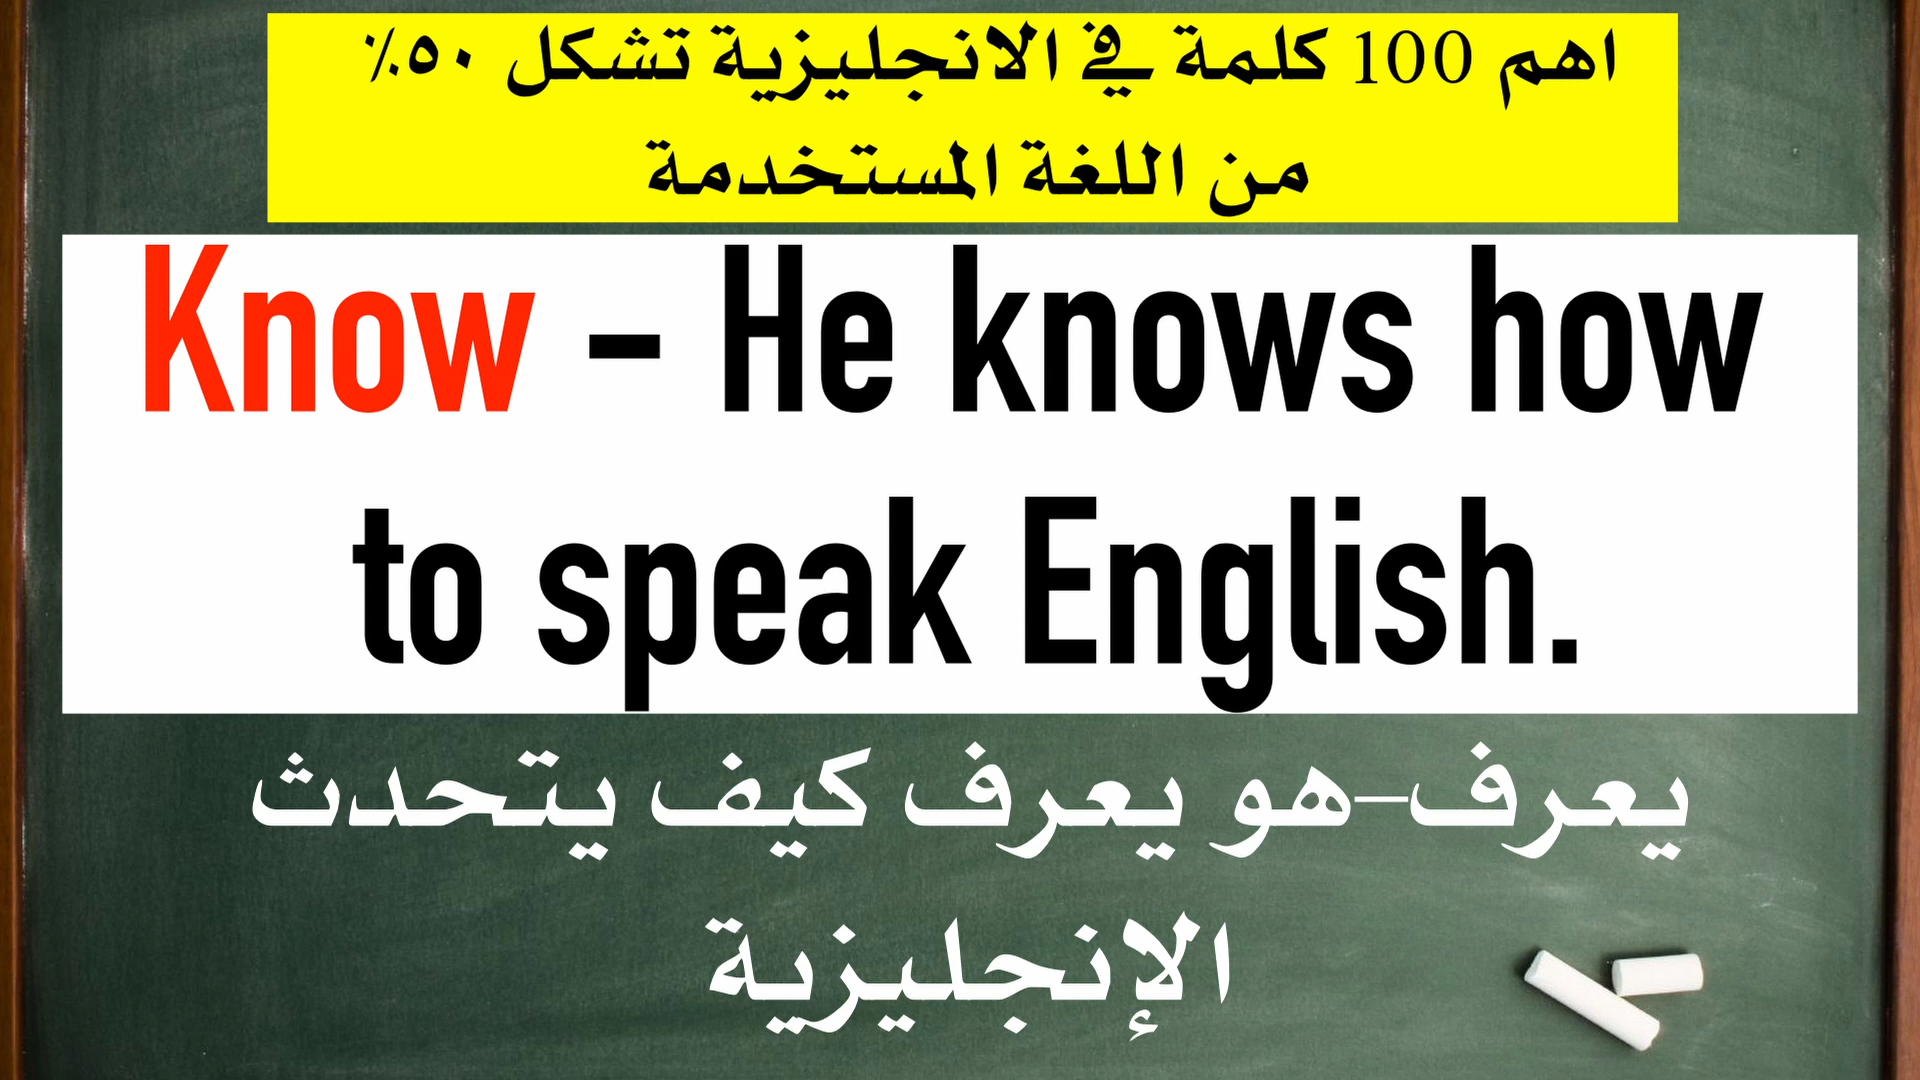 اهم 100 كلمة في الانجليزية تشكل ٥٠٪
من اللغة المستخدمة
Know – He knows how
to speak English.
يعرف–هو يعرف كيف يتحدث
الإنجليزية